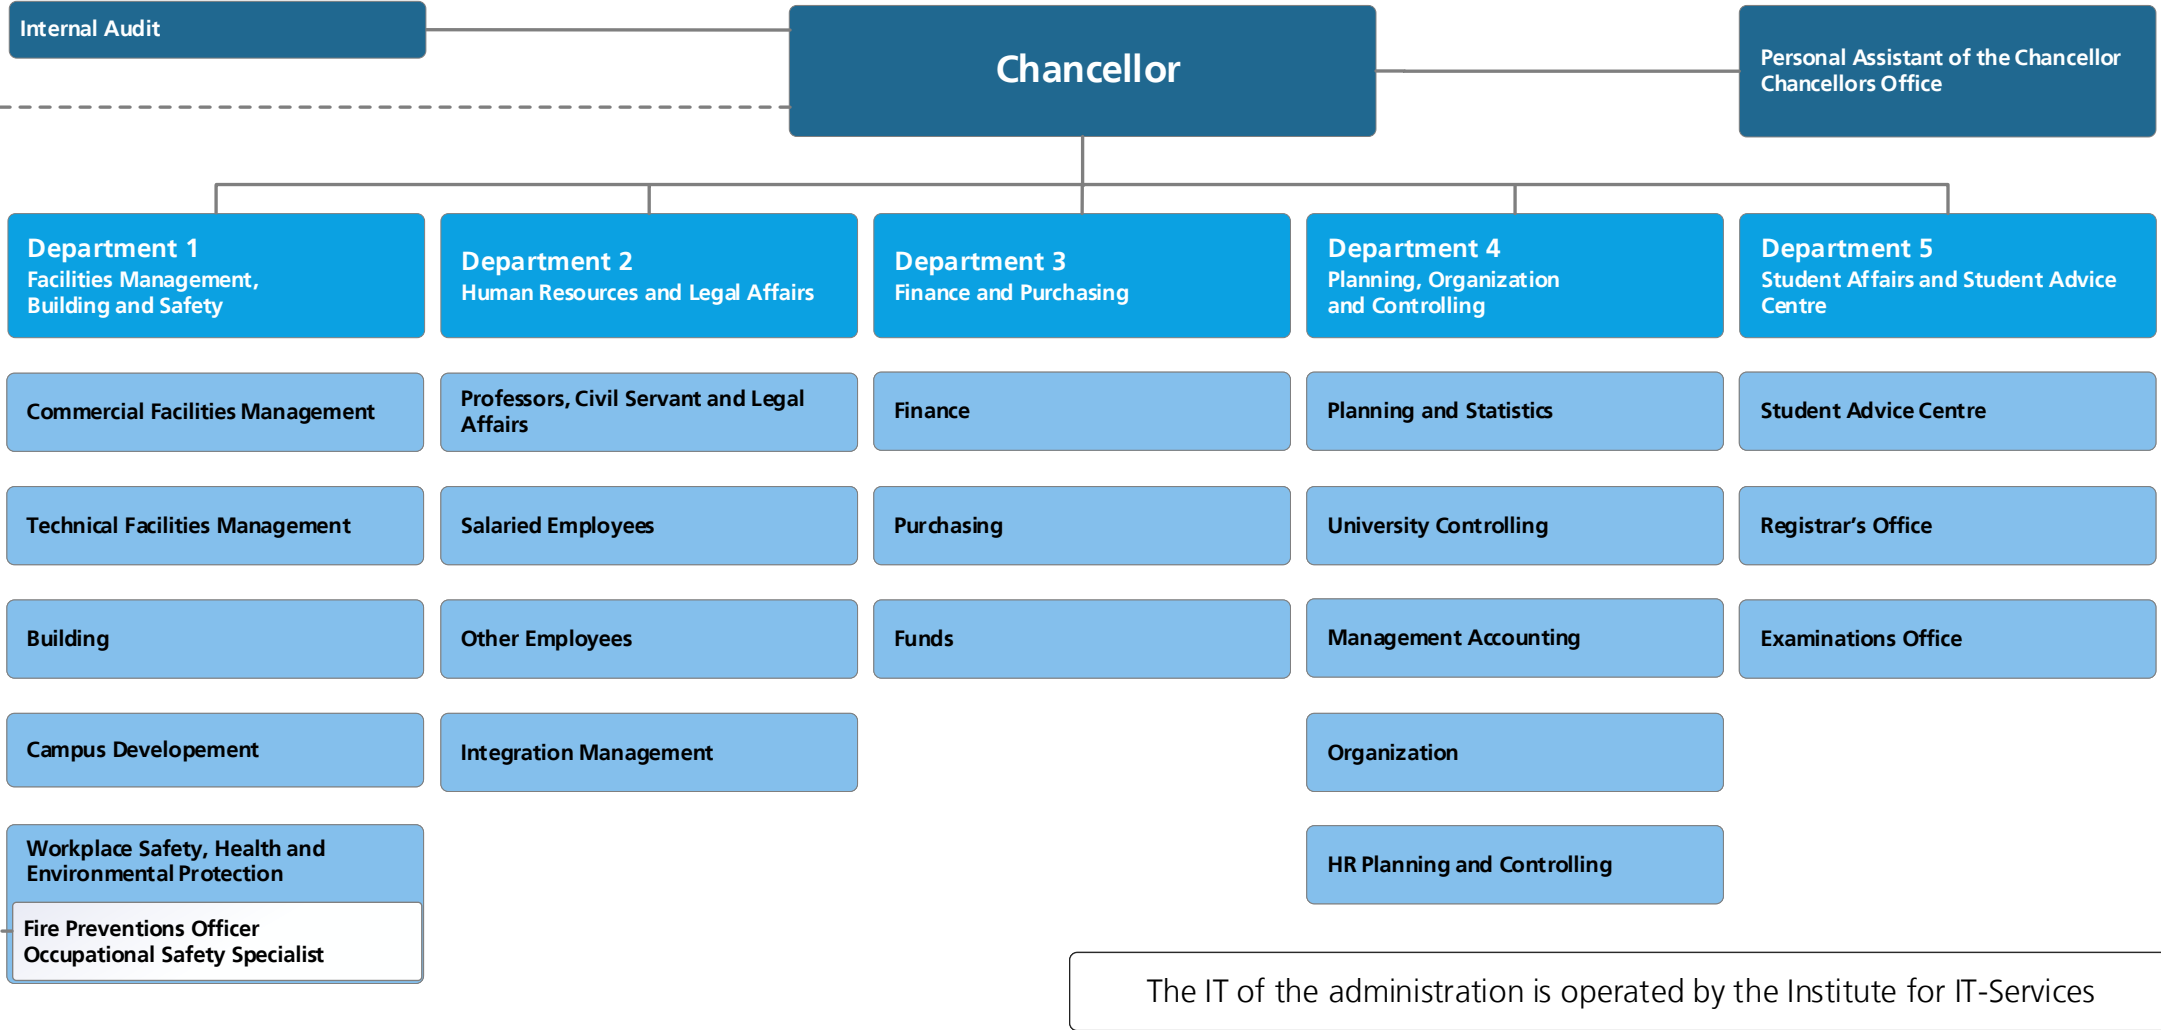 Internal Audit
Chancellor
Personal Assistant of the Chancellor
Chancellors Office
Department 1
Facilities Management,
Building and Safety
Department 2
Human Resources and Legal Affairs
Department 3
Finance and Purchasing
Department 4
Planning, Organization
and Controlling
Department 5
Student Affairs and Student Advice
Centre
Commercial Facilities Management
Technical Facilities Management
Building
Campus Developement
Workplace Safety, Health and
Environmental Protection
Fire Preventions Officer
Occupational Safety Specialist
Professors, Civil Servant and Legal
Affairs
Salaried Employees
Other Employees
Integration Management
Finance
Purchasing
Funds
Planning and Statistics
University Controlling
Management Accounting
Organization
HR Planning and Controlling
Student Advice Centre
Registrar’s Office
Examinations Office
The IT of the administration is operated by the Institute for IT-Services